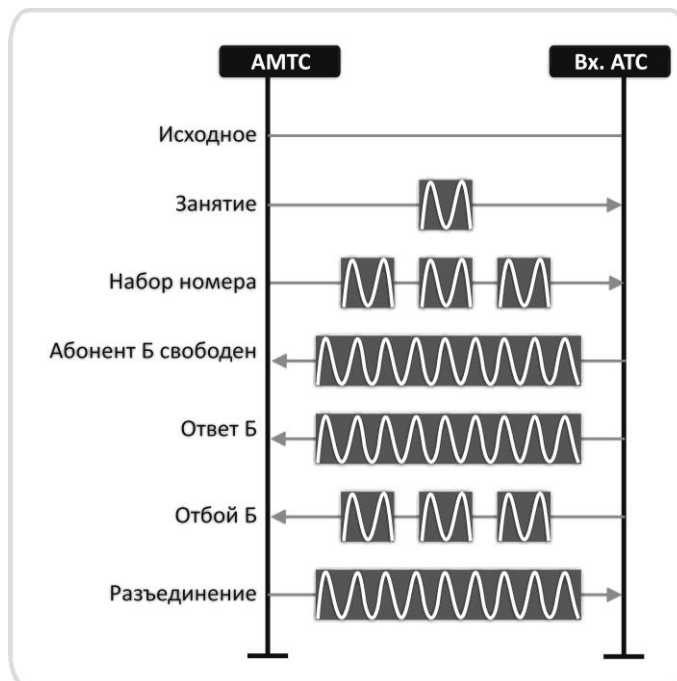 АМТС
Вх. АТС
Исходное
Занятие
Набор номера
Абонент Б свободен
Ответ Б
Отбой Б
Разъединение